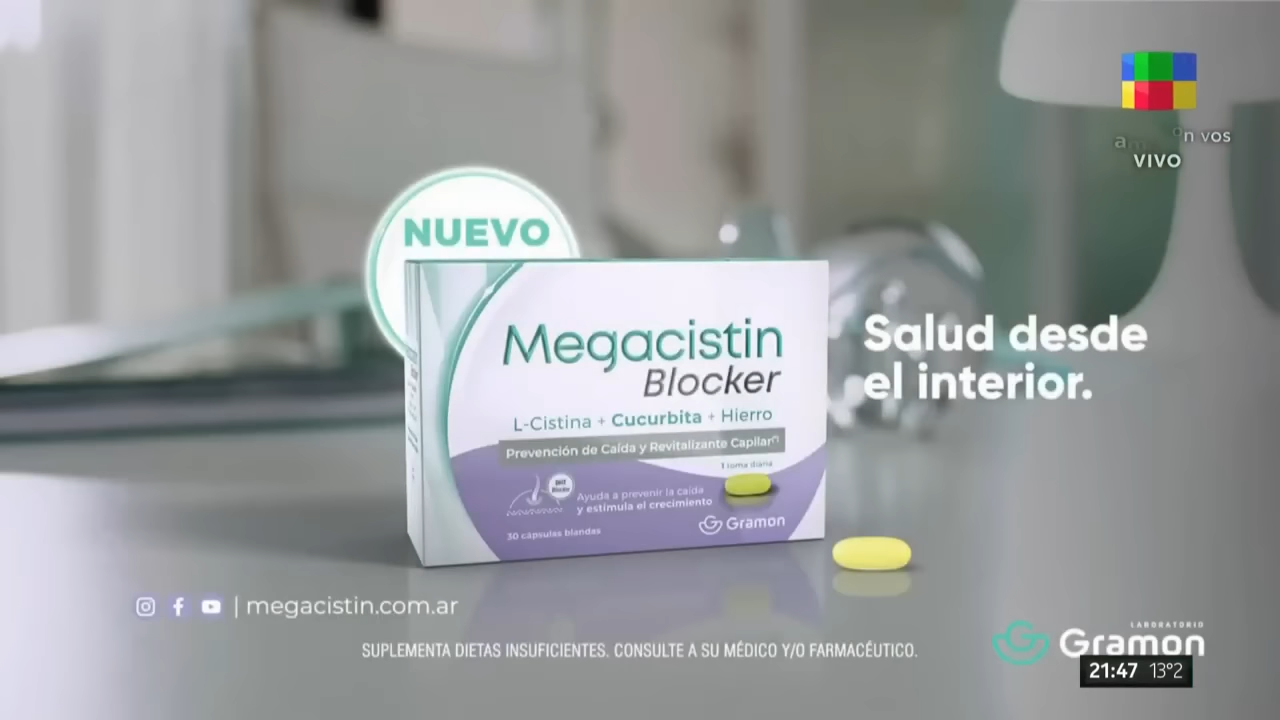 VIVO
NUEVO
Megacistin
Blocker
L-Cistina + Cucurbita + Hierro
Prevención de Caída y Revitalizante Capilar(*)
1 toma diaria
DHT
Blocker
Ayuda a prevenir la caída
y estimula el crecimiento
30 cápsulas blandas
Gramon
Salud desde
el interior.
| megacistin.com.ar
SUPLEMENTA DIETAS INSUFICIENTES. CONSULTE A SU MÉDICO Y/O FARMACÉUTICO.
LABORATORIO
Gramon
21:47 13°2